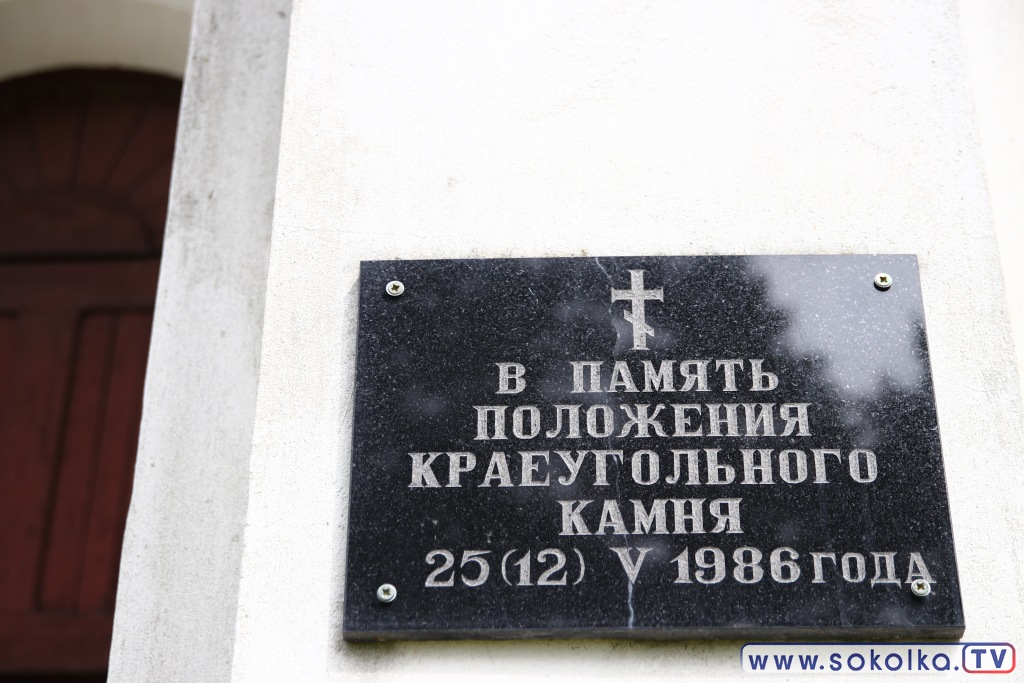 В ПАМЯТЬ
ПОЛОЖЕНИЯ
КРАЕУГОЛЬНОГО
КАМНЯ
25 (12) V 1986 ГОДА
www.sokolka.TV